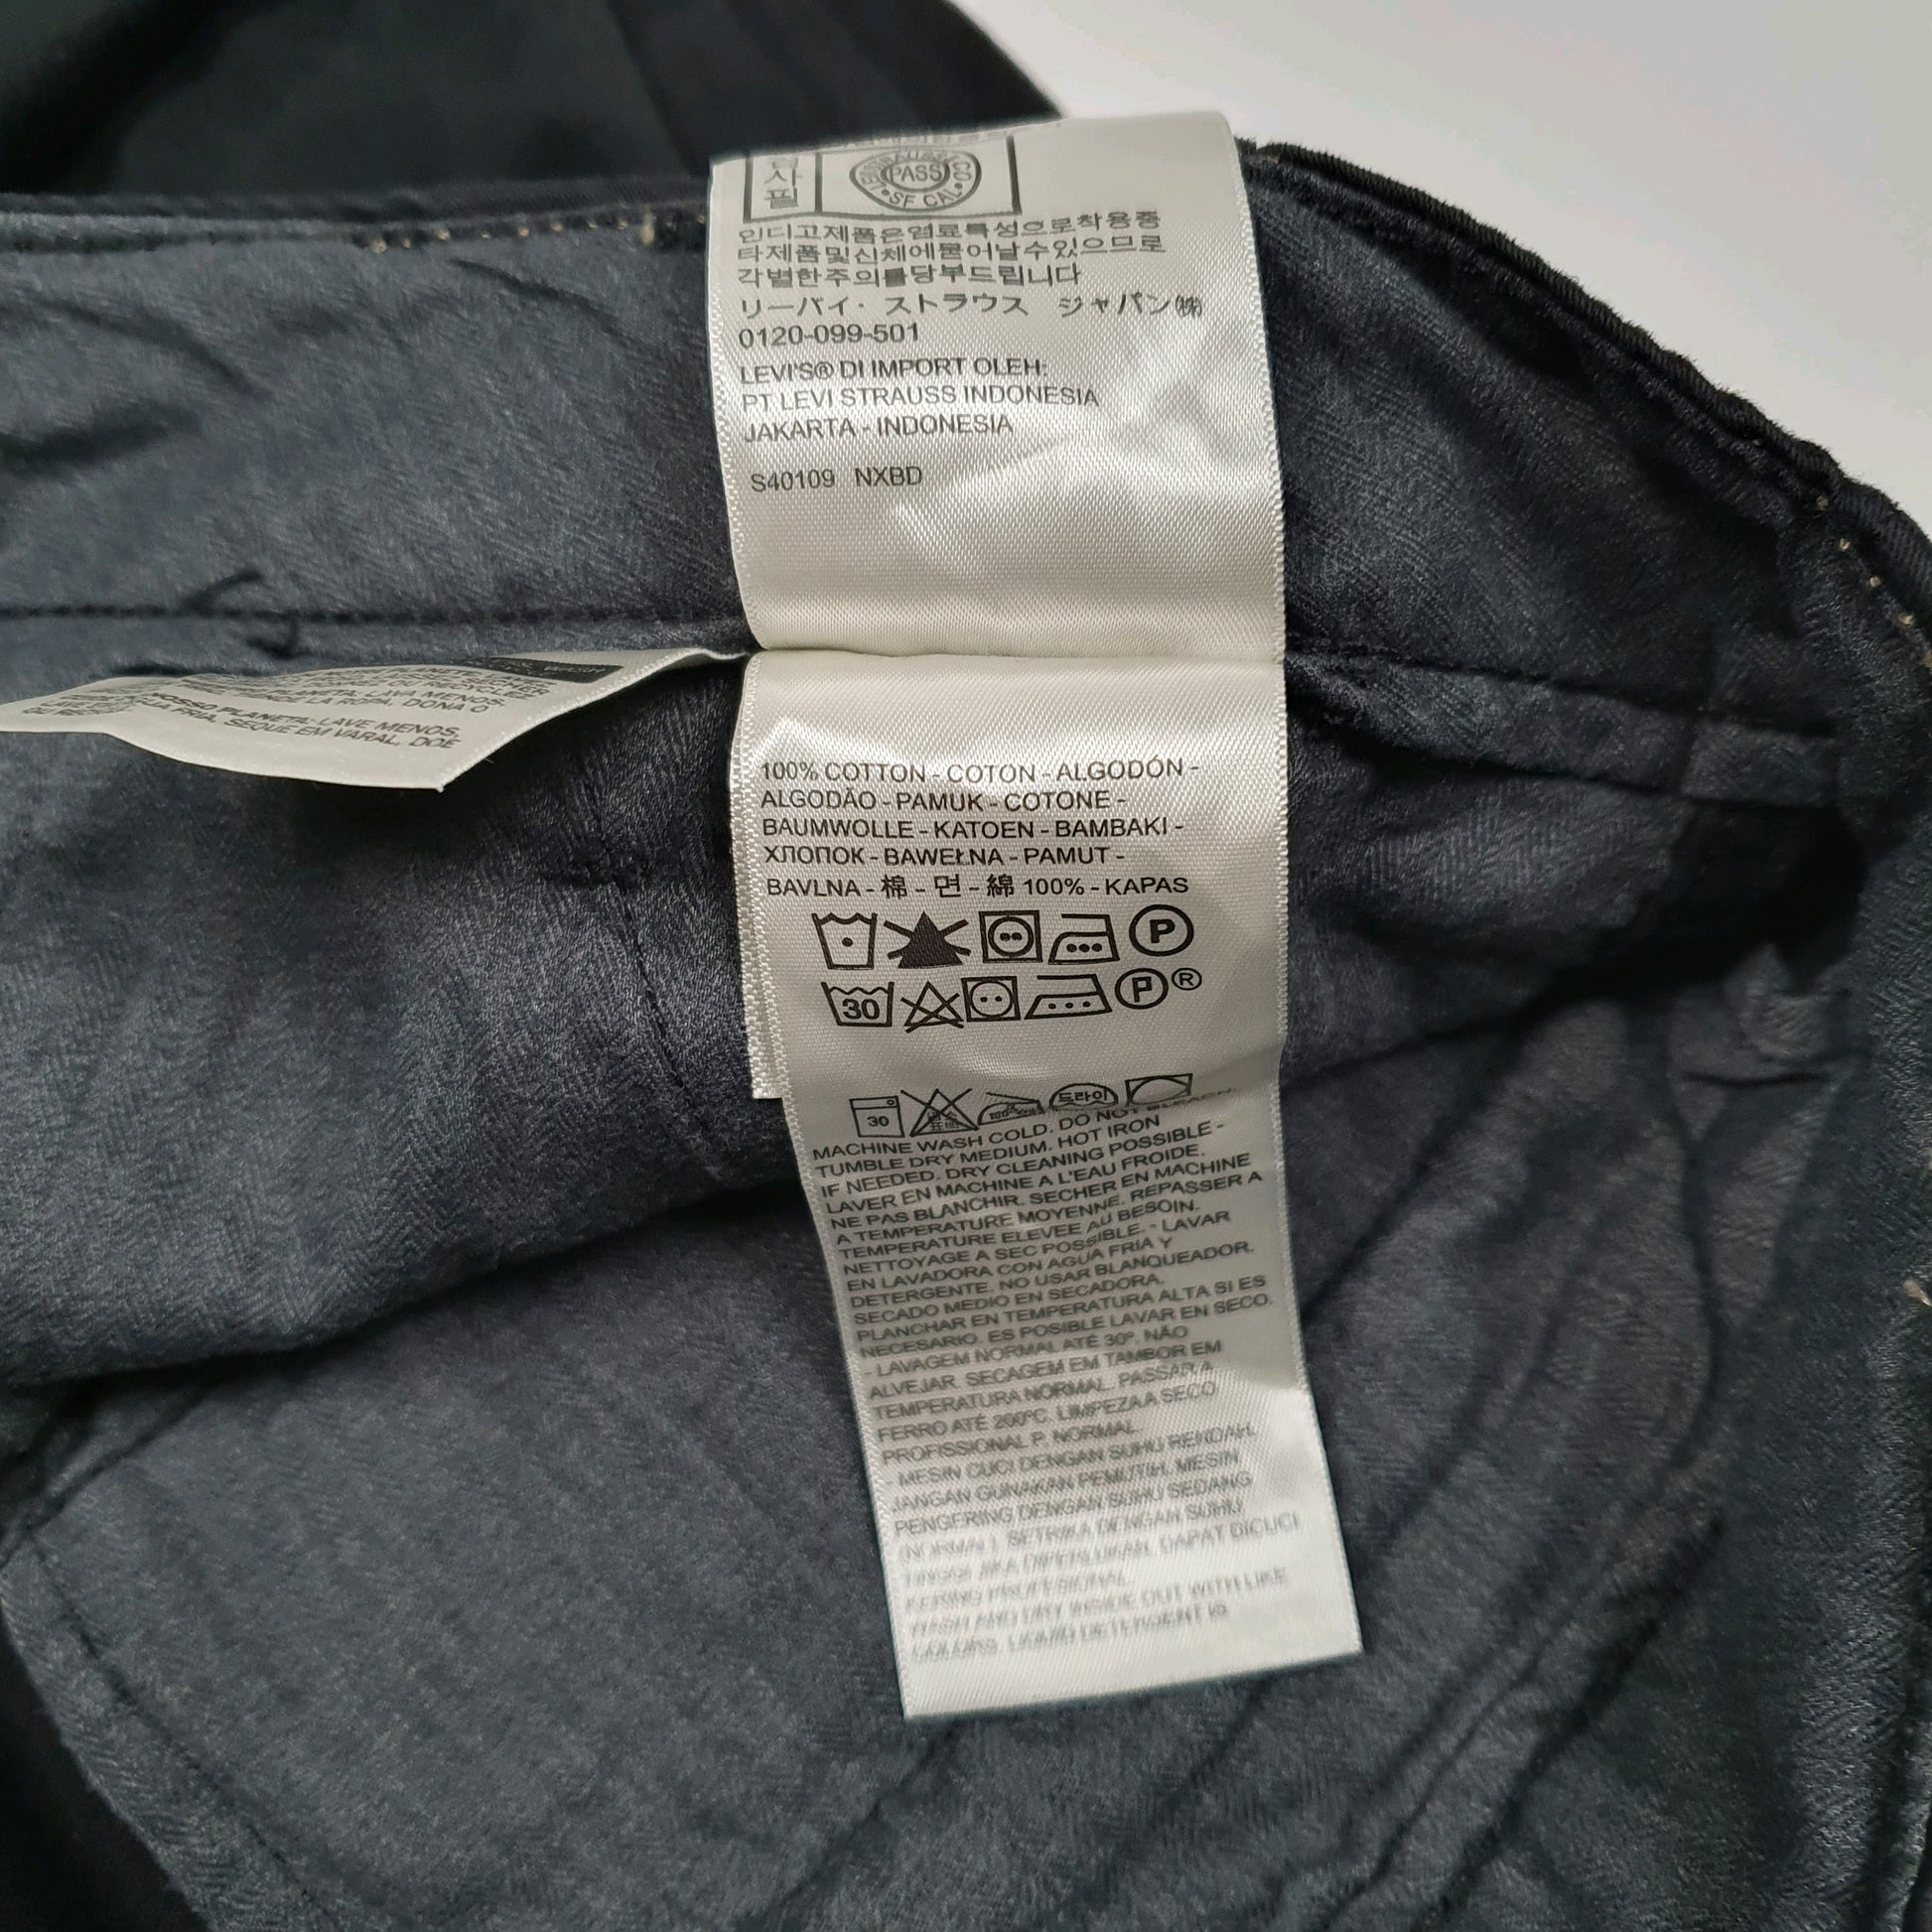 검사필
PASS
SF CAL
인디고제품은염료특성으로착용중
타제품및신체에묻어날수있으므로
각별한주의를당부드립니다
リーバイ・ストラウス ジャパン㈱
0120-099-501
LEVI'S® DI IMPORT OLEH:
PT LEVI STRAUSS INDONESIA
JAKARTA - INDONESIA
S40109 NXBD
PLANETA. LAVA MENOS.
LA ROPA. DONA O
NOSSO PLANETA- LAVE MENOS.
FRIA, SEQUE EM VARAL, DOE
100% COTTON - COTON - ALGODÓN -
ALGODÃO - PAMUK - COTONE -
BAUMWOLLE - KATOEN - BAMBAKI -
ХЛОПОК - BAWEŁNA - PAMUT -
BAVLNA - 棉 - 면 - 綿 100% - KAPAS
P
30 P®
30 드라이
MACHINE WASH COLD. DO NOT BLEACH.
TUMBLE DRY MEDIUM. HOT IRON
IF NEEDED. DRY CLEANING POSSIBLE -
LAVER EN MACHINE A L'EAU FROIDE.
NE PAS BLANCHIR. SECHER EN MACHINE
A TEMPERATURE MOYENNE. REPASSER A
TEMPERATURE ELEVEE AU BESOIN.
NETTOYAGE A SEC POSSIBLE. - LAVAR
EN LAVADORA CON AGUA FRIA Y
DETERGENTE. NO USAR BLANQUEADOR.
SECADO MEDIO EN SECADORA.
PLANCHAR EN TEMPERATURA ALTA SI ES
NECESARIO. ES POSIBLE LAVAR EN SECO.
- LAVAGEM NORMAL ATÉ 30º. NÃO
ALVEJAR. SECAGEM EM TAMBOR EM
TEMPERATURA NORMAL. PASSAR A
FERRO ATÉ 200ºC. LIMPEZA A SECO
PROFISSIONAL P NORMAL
- MESIN CUCI DENGAN SUHU RENDAH.
JANGAN GUNAKAN PEMUTIH. MESIN
PENGERING DENGAN SUHU SEDANG
(NORMAL). SETRIKA DENGAN SUHU
TINGGI JIKA DIPERLUKAN. DAPAT DICUCI
KERING PROFESIONAL
WASH AND DRY INSIDE OUT WITH LIKE
COLORS. LIQUID DETERGENT IS